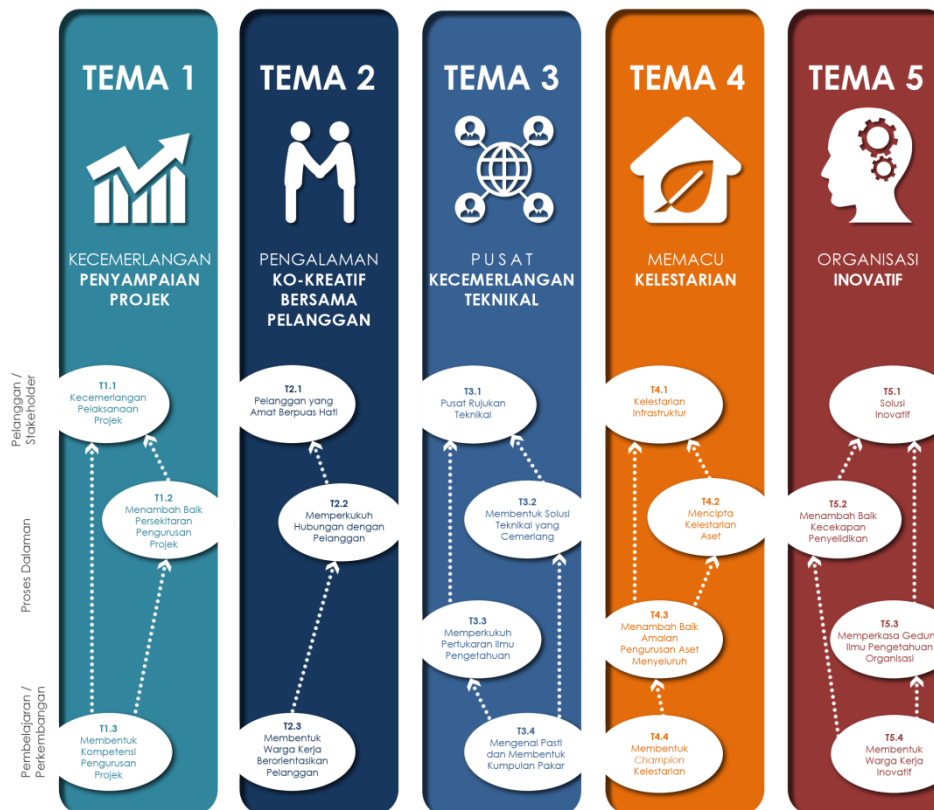 TEMA 1
KECEMERLANGAN
PENYAMPAIAN
PROJEK
TEMA 2
PENGALAMAN
KO-KREATIF
BERSAMA
PELANGGAN
TEMA 3
PUSAT
KECEMERLANGAN
TEKNIKAL
TEMA 4
MEMACU
KELESTARIAN
TEMA 5
ORGANISASI
INOVATIF
Pelanggan /
Stakeholder
T1.1
Kecemerlangan
Pelaksanaan
Projek
T2.1
Pelanggan yang
Amat Berpuas Hati
T3.1
Pusat Rujukan
Teknikal
T4.1
Kelestarian
Infrastruktur
T5.1
Solusi
Inovatif
Proses Dalaman
T1.2
Menambah Baik
Persekitaran
Pengurusan
Projek
T2.2
Memperkukuh
Hubungan dengan
Pelanggan
T3.2
Membentuk Solusi
Teknikal yang
Cemerlang
T4.2
Mencipta
Kelestarian
Aset
T5.2
Menambah Baik
Kecekapan
Penyelidikan
T3.3
Memperkukuh
Pertukaran Ilmu
Pengetahuan
T4.3
Menambah Baik
Amalan
Pengurusan Aset
Menyeluruh
T5.3
Memperkasa Gedung
Ilmu Pengetahuan
Organisasi
Pembelajaran /
Perkembangan
T1.3
Membentuk
Kompetensi
Pengurusan
Projek
T2.3
Membentuk
Warga Kerja
Berorientasikan
Pelanggan
T3.4
Mengenal Pasti
dan Membentuk
Kumpulan Pakar
T4.4
Membentuk
Champion
Kelestarian
T5.4
Membentuk
Warga Kerja
Inovatif